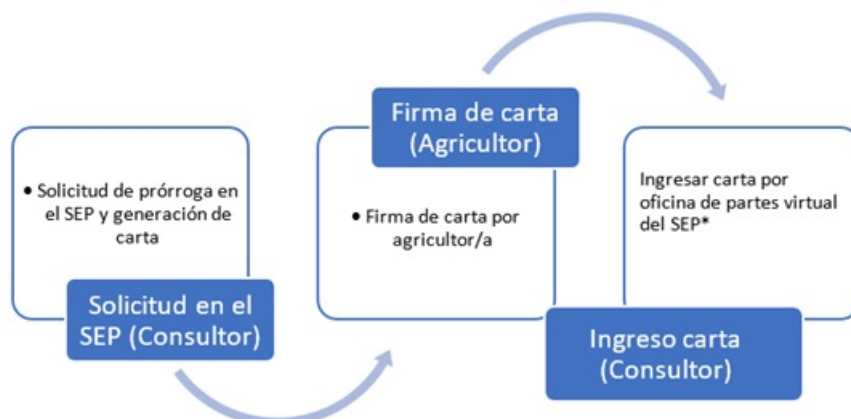 • Solicitud de prórroga en
el SEP y generación de
carta
Solicitud en el
SEP (Consultor)
Firma de carta
(Agricultor)
• Firma de carta por
agricultor/a
Ingresar carta por
oficina de partes virtual
del SEP*
Ingreso carta
(Consultor)